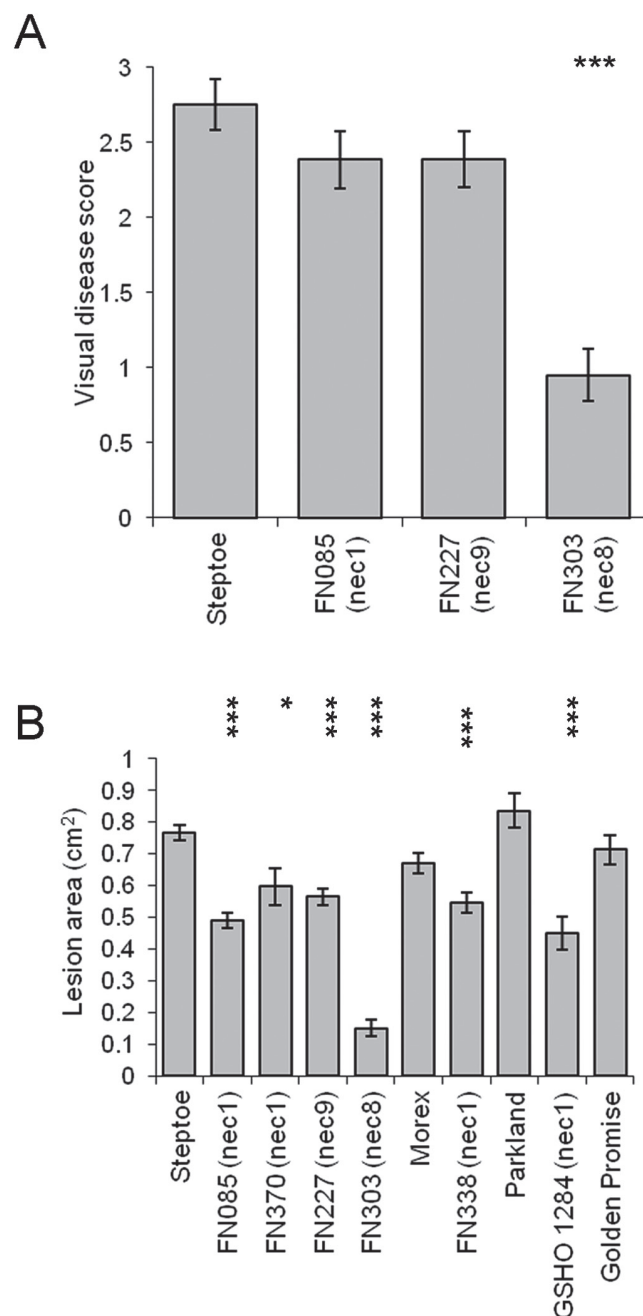 A
***
3
2.5
2
1.5
1
0.5
0
Visual disease score
Steptoe
FN085
(nec1)
FN227
(nec9)
FN303
(nec8)
B
***
*
***
***
***
***
1
0.9
0.8
0.7
0.6
0.5
0.4
0.3
0.2
0.1
0
Lesion area (cm²)
Steptoe
FN085 (nec1)
FN370 (nec1)
FN227 (nec9)
FN303 (nec8)
Morex
FN338 (nec1)
Parkland
GSHO 1284 (nec1)
Golden Promise